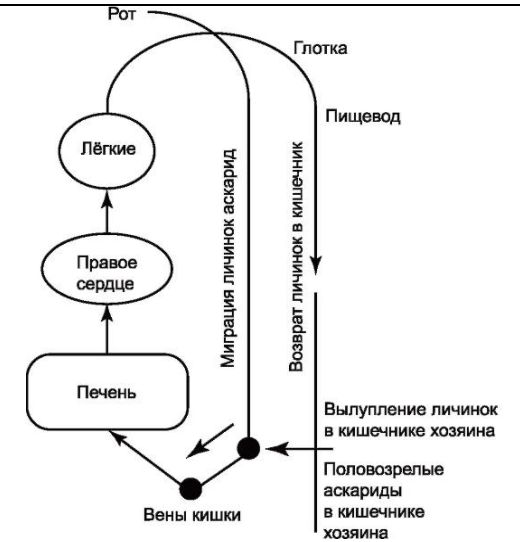 Рот
Глотка
Пищевод
Лёгкие
Миграция личинок аскарид
Возврат личинок в кишечник
Правое
сердце
Печень
Вылупление личинок
в кишечнике хозяина
Половозрелые
аскариды
в кишечнике
хозяина
Вены кишки